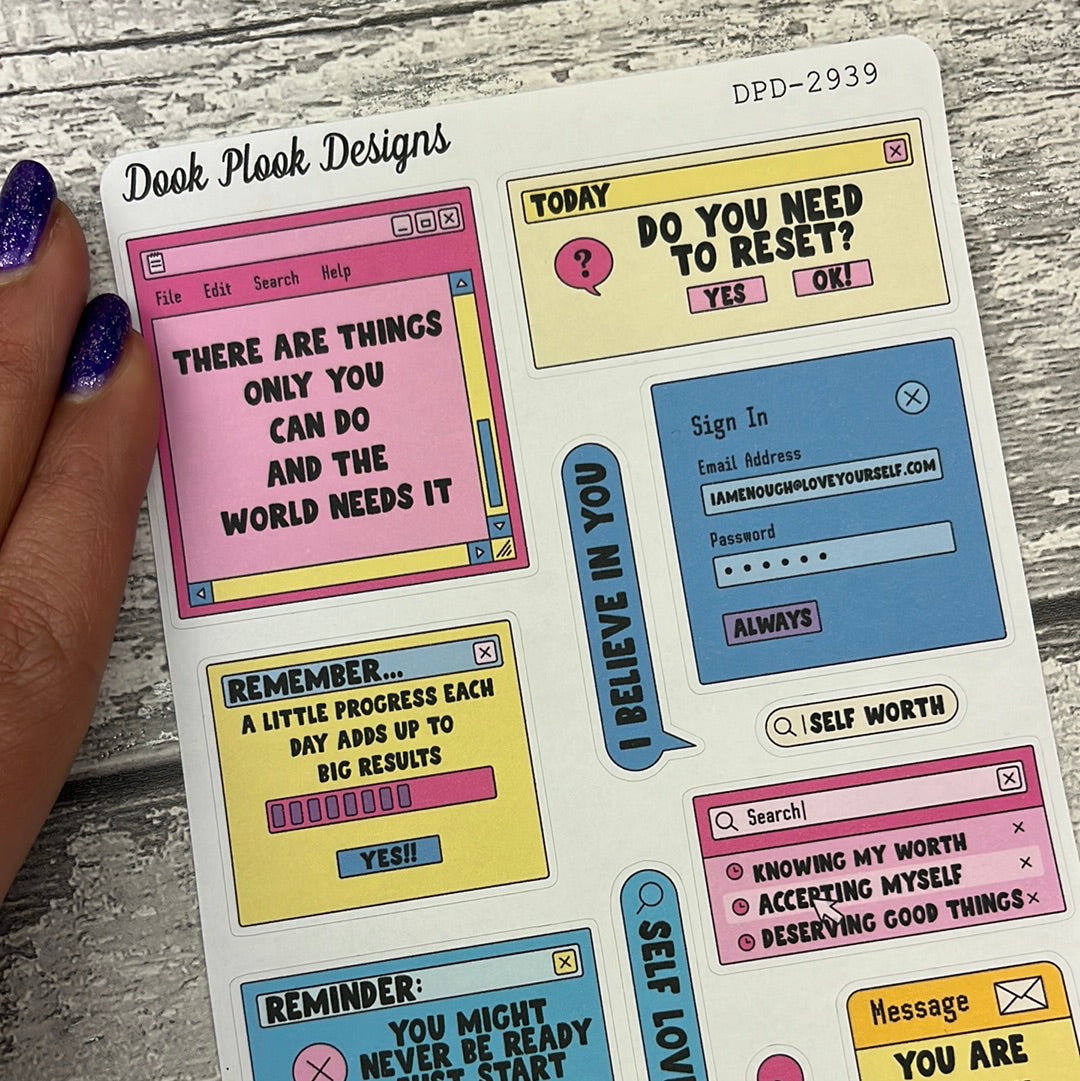 Dook Plook Designs
DPD-2939
File Edit Search Help
THERE ARE THINGS
ONLY YOU
CAN DO
AND THE
WORLD NEEDS IT
TODAY
DO YOU NEED
TO RESET?
?
YES OK!
I BELIEVE IN YOU
Sign In
Email Address
IAMENOUGH@LOVEYOURSELF.COM
Password
ALWAYS
SELF WORTH
REMEMBER...
A LITTLE PROGRESS EACH
DAY ADDS UP TO
BIG RESULTS
YES!!
Search
KNOWING MY WORTH
ACCEPTING MYSELF
DESERVING GOOD THINGS
SELF LOVE
REMINDER:
YOU MIGHT
NEVER BE READY
JUST START
Message
YOU ARE